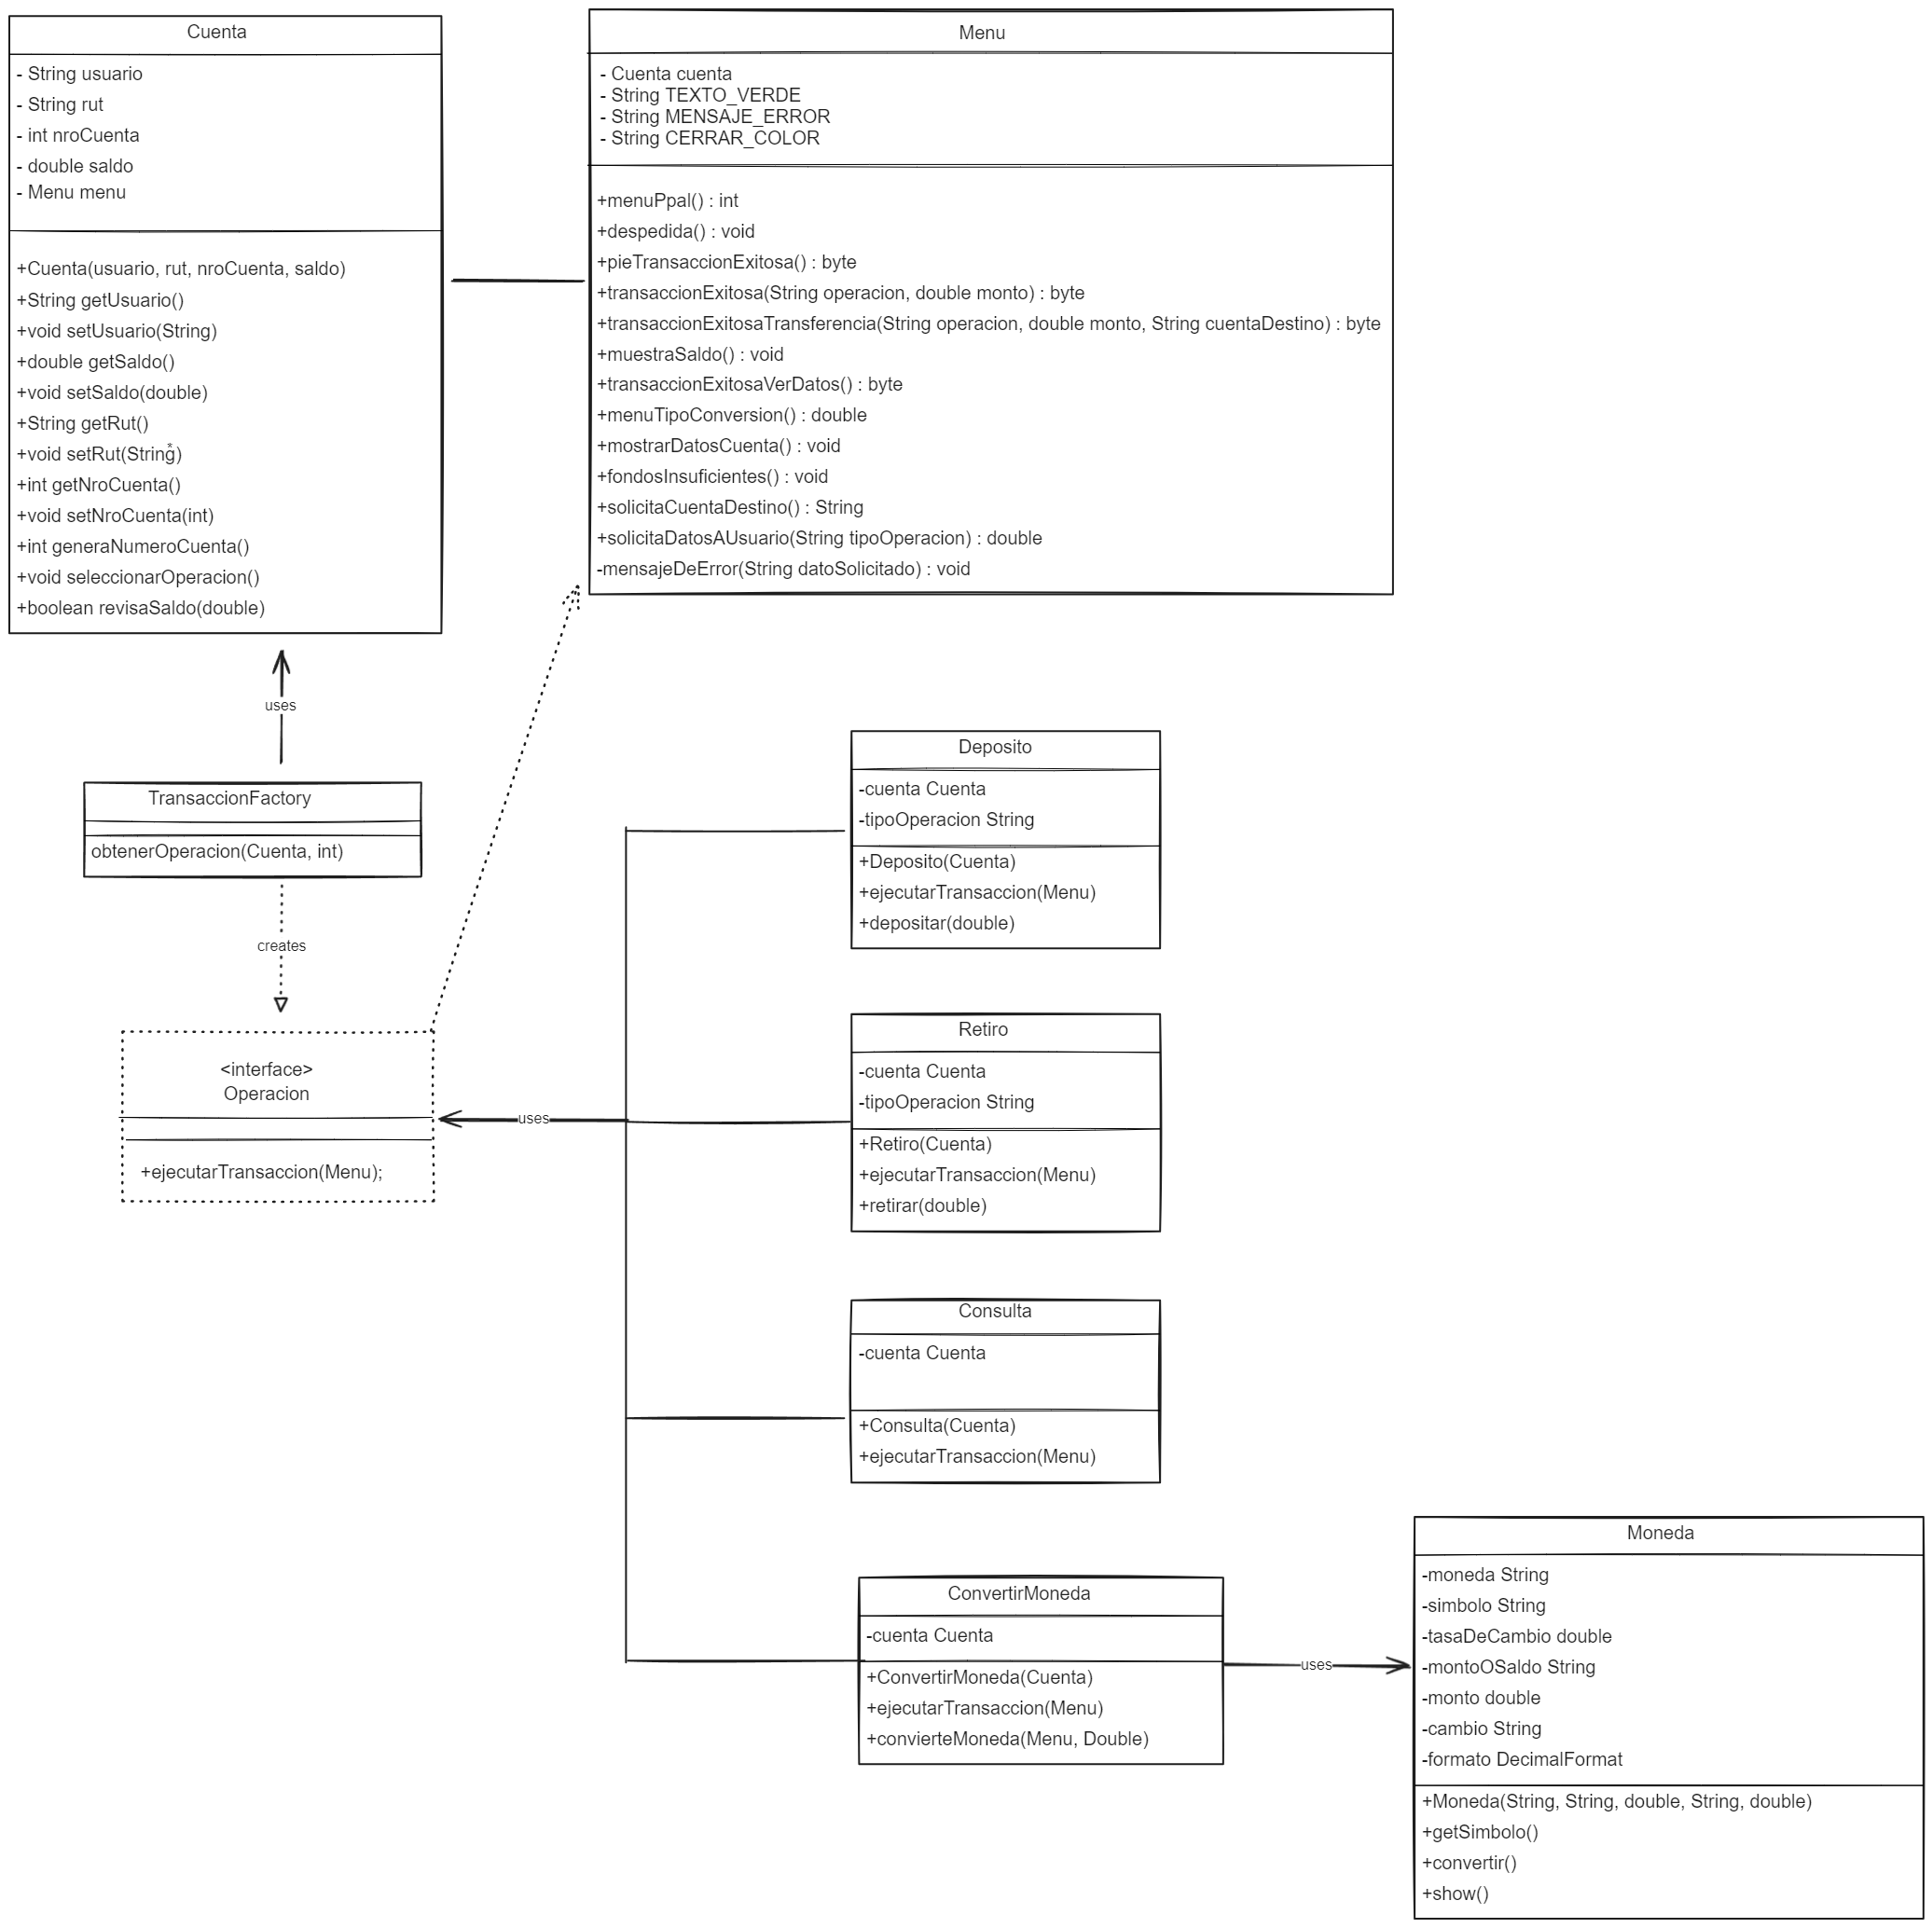 Cuenta
- String usuario
- String rut
- int nroCuenta
- double saldo
- Menu menu
+Cuenta(usuario, rut, nroCuenta, saldo)
+String getUsuario()
+void setUsuario(String)
+double getSaldo()
+void setSaldo(double)
+String getRut()
+void setRut(String)
*
+int getNroCuenta()
+void setNroCuenta(int)
+int generaNumeroCuenta()
+void seleccionarOperacion()
+boolean revisaSaldo(double)
Menu
- Cuenta cuenta
- String TEXTO_VERDE
- String MENSAJE_ERROR
- String CERRAR_COLOR
+menuPpal() : int
+despedida() : void
+pieTransaccionExitosa() : byte
+transaccionExitosa(String operacion, double monto) : byte
+transaccionExitosaTransferencia(String operacion, double monto, String cuentaDestino) : byte
+muestraSaldo() : void
+transaccionExitosaVerDatos() : byte
+menuTipoConversion() : double
+mostrarDatosCuenta() : void
+fondosInsuficientes() : void
+solicitaCuentaDestino() : String
+solicitaDatosAUsuario(String tipoOperacion) : double
-mensajeDeError(String datoSolicitado) : void
uses
TransaccionFactory
obtenerOperacion(Cuenta, int)
creates
<interface>
Operacion
+ejecutarTransaccion(Menu);
uses
Deposito
-cuenta Cuenta
-tipoOperacion String
+Deposito(Cuenta)
+ejecutarTransaccion(Menu)
+depositar(double)
Retiro
-cuenta Cuenta
-tipoOperacion String
+Retiro(Cuenta)
+ejecutarTransaccion(Menu)
+retirar(double)
Consulta
-cuenta Cuenta
+Consulta(Cuenta)
+ejecutarTransaccion(Menu)
ConvertirMoneda
-cuenta Cuenta
+ConvertirMoneda(Cuenta)
+ejecutarTransaccion(Menu)
+convierteMoneda(Menu, Double)
uses
Moneda
-moneda String
-simbolo String
-tasaDeCambio double
-montoOSaldo String
-monto double
-cambio String
-formato DecimalFormat
+Moneda(String, String, double, String, double)
+getSimbolo()
+convertir()
+show()